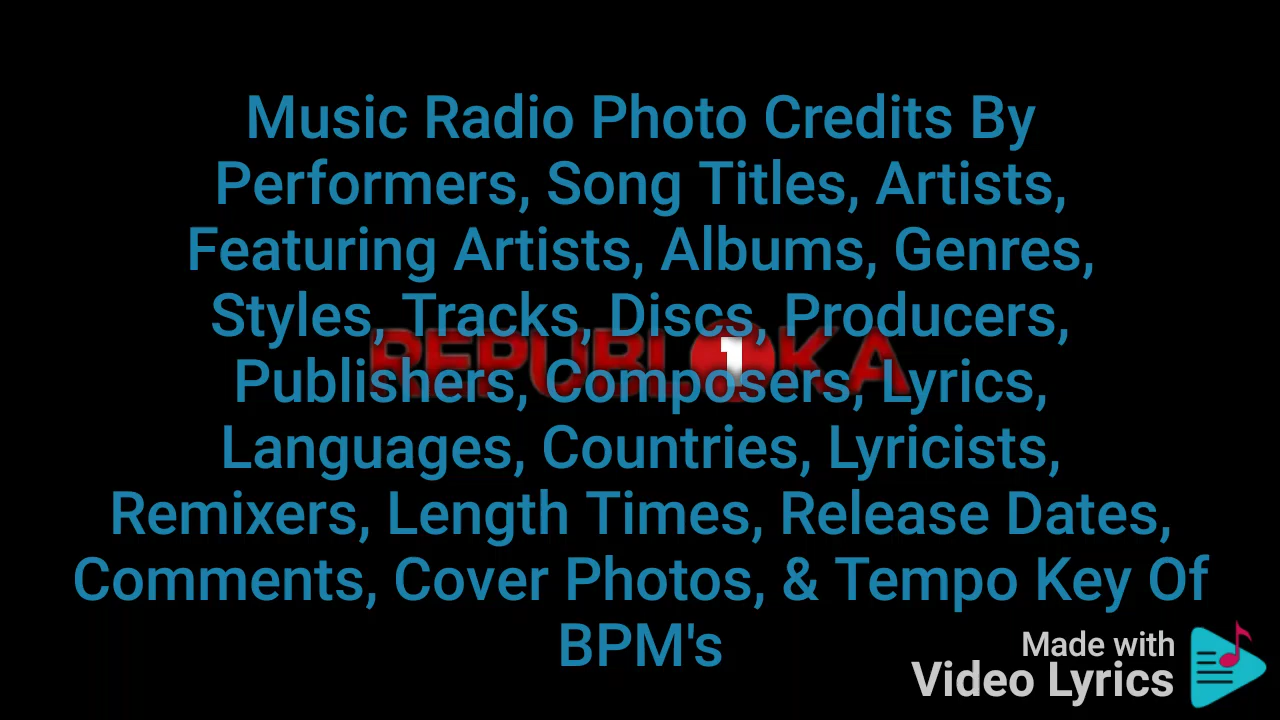 Music Radio Photo Credits By
Performers, Song Titles, Artists,
Featuring Artists, Albums, Genres,
Styles, Tracks, Discs, Producers,
REPUBL1KA
Publishers, Composers, Lyrics,
Languages, Countries, Lyricists,
Remixers, Length Times, Release Dates,
Comments, Cover Photos, & Tempo Key Of
BPM's
Made with
Video Lyrics